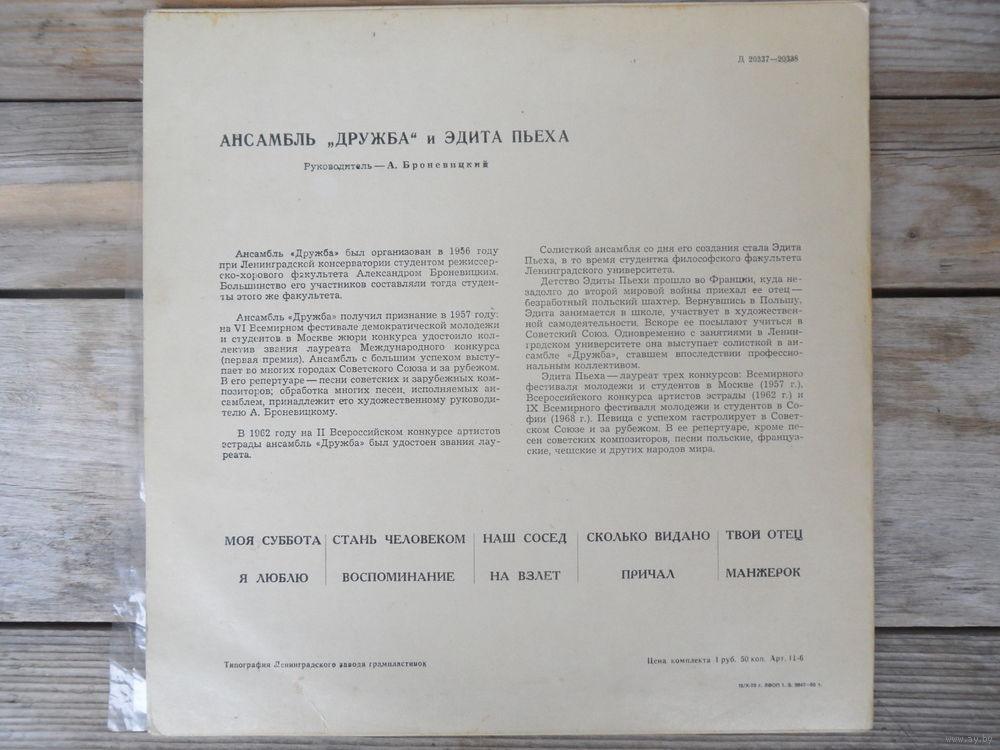 Д 20337—20338
АНСАМБЛЬ „ДРУЖБА“ и ЭДИТА ПЬЕХА
Руководитель — А. Броневицкий
Ансамбль «Дружба» был организован в 1956 году
при Ленинградской консерватории студентом режиссер-
ско-хорового факультета Александром Броневицким.
Большинство его участников составляли тогда студен-
ты этого же факультета.
Ансамбль «Дружба» получил признание в 1957 году:
на VI Всемирном фестивале демократической молодежи
и студентов в Москве жюри конкурса удостоило кол-
лектив звания лауреата Международного конкурса
(первая премия). Ансамбль с большим успехом высту-
пает во многих городах Советского Союза и за рубежом.
В его репертуаре — песни советских и зарубежных ком-
позиторов; обработка многих песен, исполняемых ан-
самблем, принадлежит его художественному руководи-
телю А. Броневицкому.
В 1962 году на II Всероссийском конкурсе артистов
эстрады ансамбль «Дружба» был удостоен звания лау-
реата.
Солисткой ансамбля со дня его создания стала Эдита
Пьеха, в то время студентка философского факультета
Ленинградского университета.
Детство Эдиты Пьехи прошло во Франции, куда не-
задолго до второй мировой войны приехал ее отец —
безработный польский шахтер. Вернувшись в Польшу,
Эдита занимается в школе, участвует в художествен-
ной самодеятельности. Вскоре ее посылают учиться в
Советский Союз. Одновременно с занятиями в Ленин-
градском университете она выступает солисткой в ан-
самбле «Дружба», ставшем впоследствии профессио-
нальным коллективом.
Эдита Пьеха — лауреат трех конкурсов: Всемирного
фестиваля молодежи и студентов в Москве (1957 г.),
Всероссийского конкурса артистов эстрады (1962 г.) и
IX Всемирного фестиваля молодежи и студентов в Со-
фии (1968 г.). Певица с успехом гастролирует в Совет-
ском Союзе и за рубежом. В ее репертуаре, кроме пе-
сен советских композиторов, песни польские, француз-
ские, чешские и других народов мира.
МОЯ СУББОТА СТАНЬ ЧЕЛОВЕКОМ НАШ СОСЕД СКОЛЬКО ВИДАНО ТВОЙ ОТЕЦ
Я ЛЮБЛЮ ВОСПОМИНАНИЕ НА ВЗЛЕТ ПРИЧАЛ МАНЖЕРОК
Типография Ленинградского завода грампластинок
Цена комплекта 1 руб. 50 коп. Арт. 11-6
www.ay.by